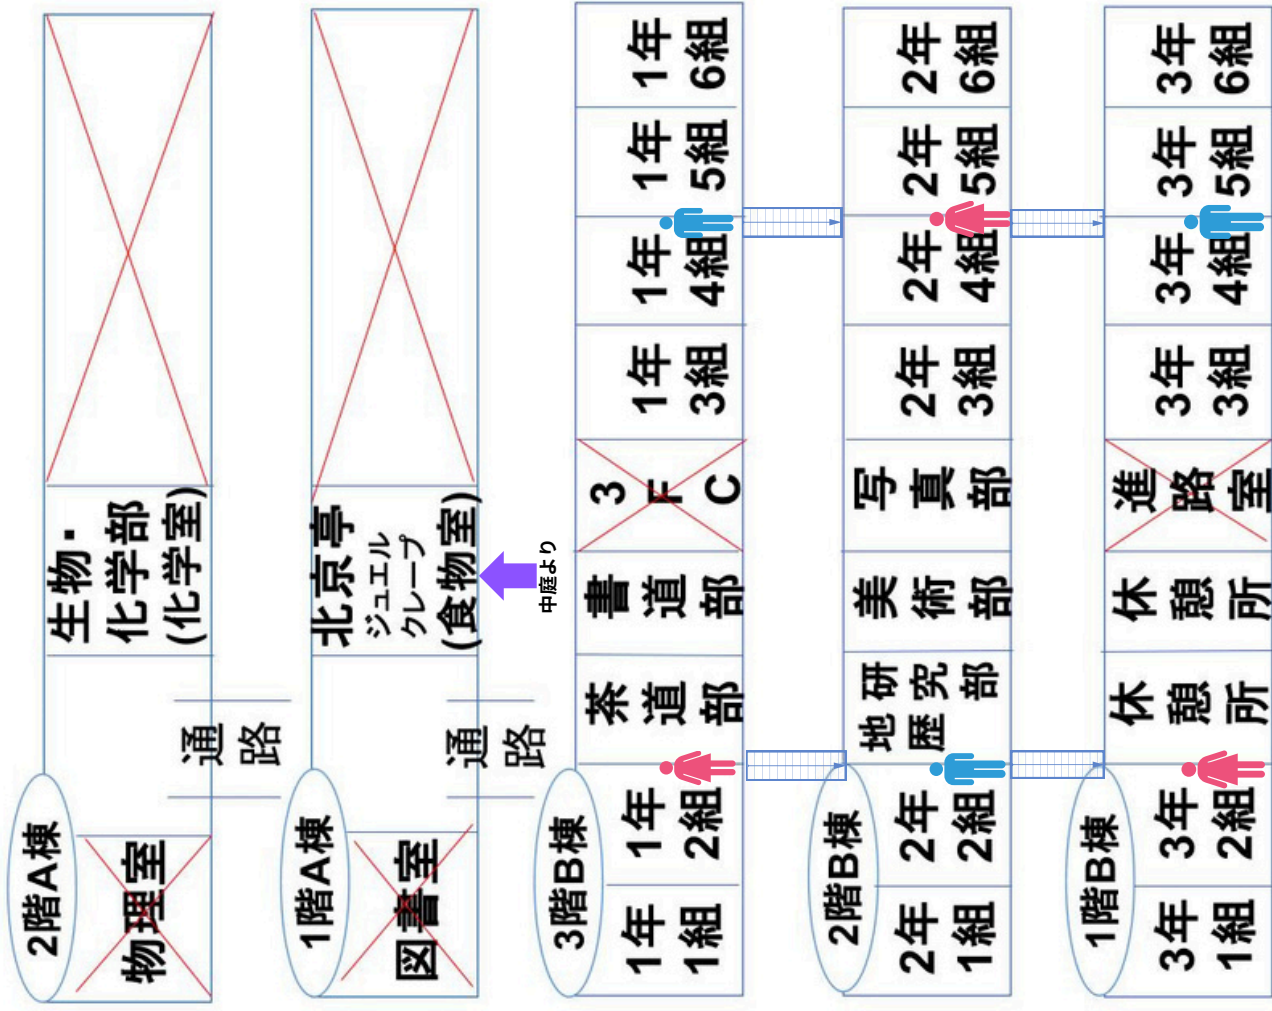 2階A棟
物理室
通路
生物・
化学部
(化学室)
1階A棟
図書室
通路
北京亭
ジュエル
クレープ
(食物室)
中庭より
3階B棟
1年
1組
1年
2組
茶道部
書道部
3FC
1年
3組
1年
4組
1年
5組
1年
6組
2階B棟
2年
1組
2年
2組
地歴
研究部
美術部
写真部
2年
3組
2年
4組
2年
5組
2年
6組
1階B棟
3年
1組
3年
2組
休憩所
休憩所
進路室
3年
3組
3年
4組
3年
5組
3年
6組